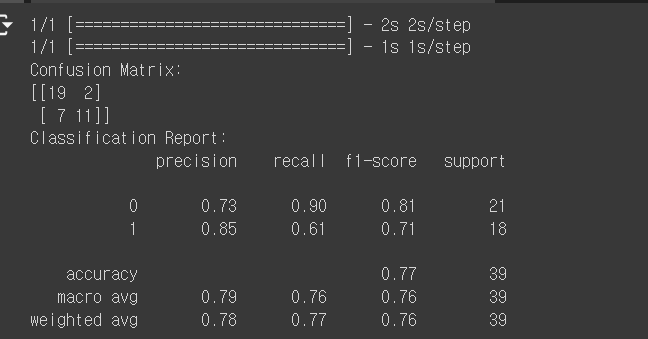 1/1 [==============================] - 2s 2s/step
1/1 [==============================] - 1s 1s/step
Confusion Matrix:
[[19  2]
 [ 7 11]]
Classification Report:
              precision    recall  f1-score   support

           0       0.73      0.90      0.81        21
           1       0.85      0.61      0.71        18

    accuracy                           0.77        39
   macro avg       0.79      0.76      0.76        39
weighted avg       0.78      0.77      0.76        39